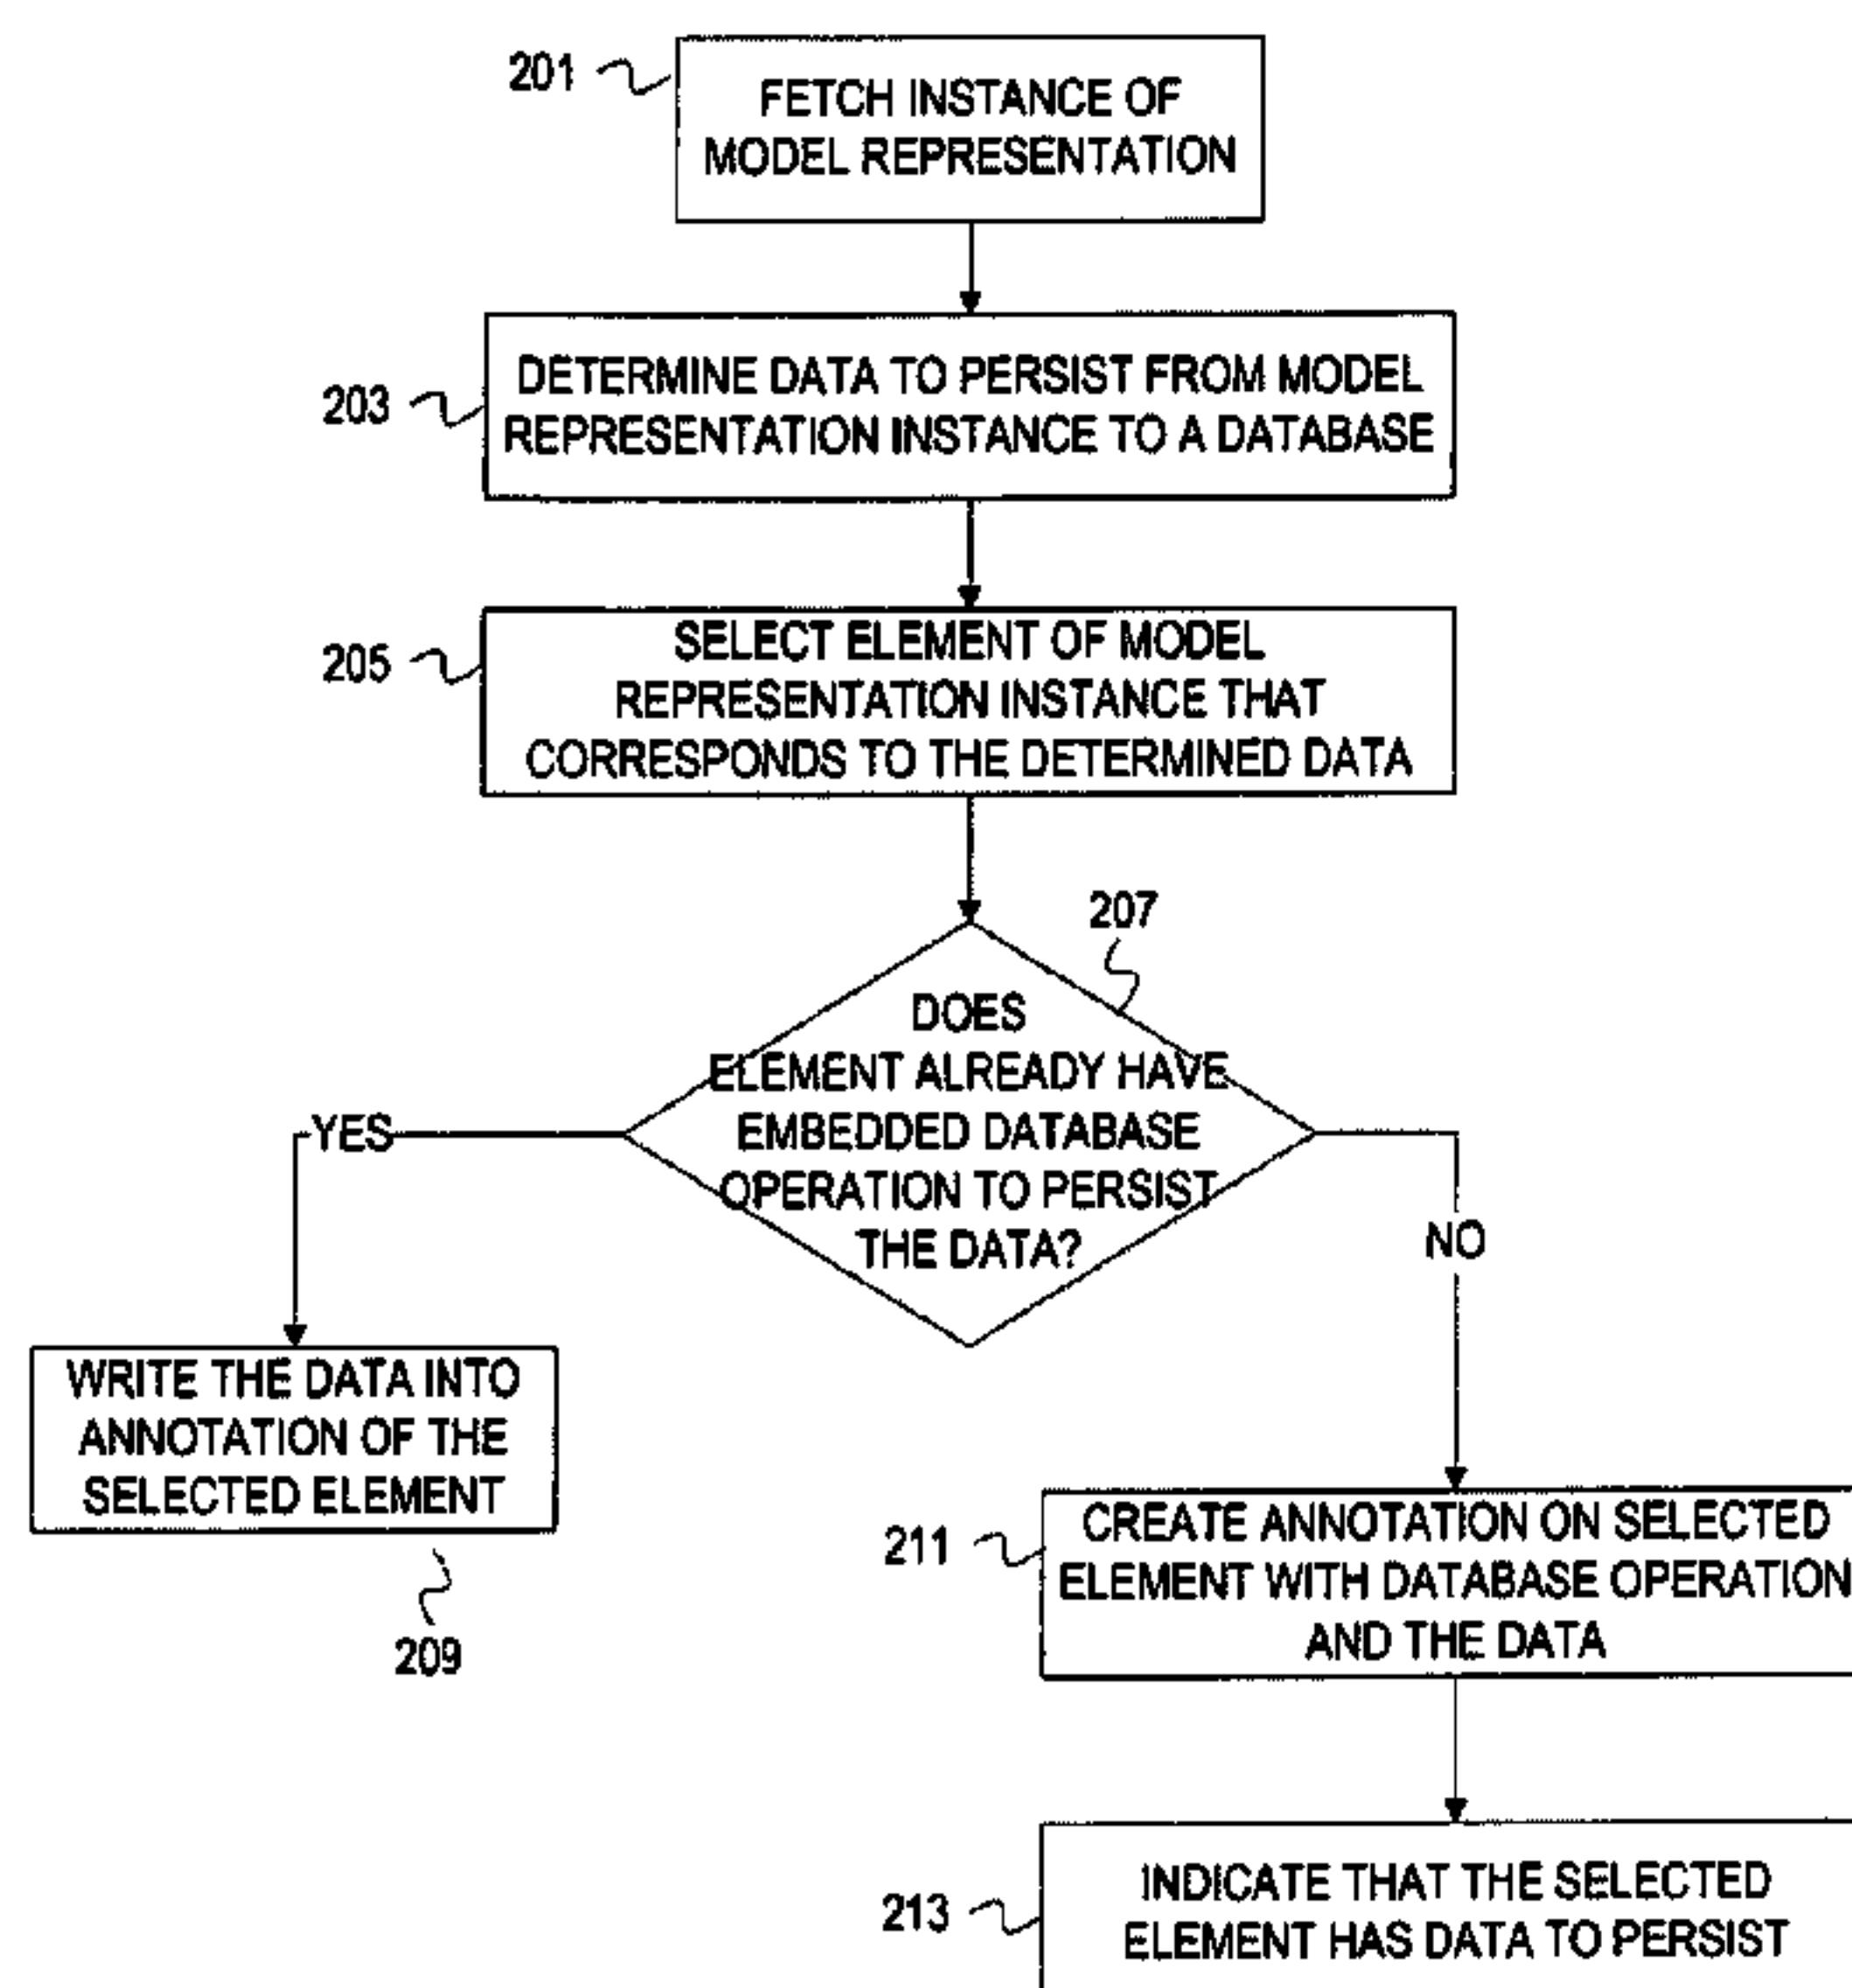 201
FETCH INSTANCE OF
MODEL REPRESENTATION
203
DETERMINE DATA TO PERSIST FROM MODEL
REPRESENTATION INSTANCE TO A DATABASE
205
SELECT ELEMENT OF MODEL
REPRESENTATION INSTANCE THAT
CORRESPONDS TO THE DETERMINED DATA
207
DOES
ELEMENT ALREADY HAVE
EMBEDDED DATABASE
OPERATION TO PERSIST
THE DATA?
YES
NO
WRITE THE DATA INTO
ANNOTATION OF THE
SELECTED ELEMENT
209
211
CREATE ANNOTATION ON SELECTED
ELEMENT WITH DATABASE OPERATION
AND THE DATA
213
INDICATE THAT THE SELECTED
ELEMENT HAS DATA TO PERSIST